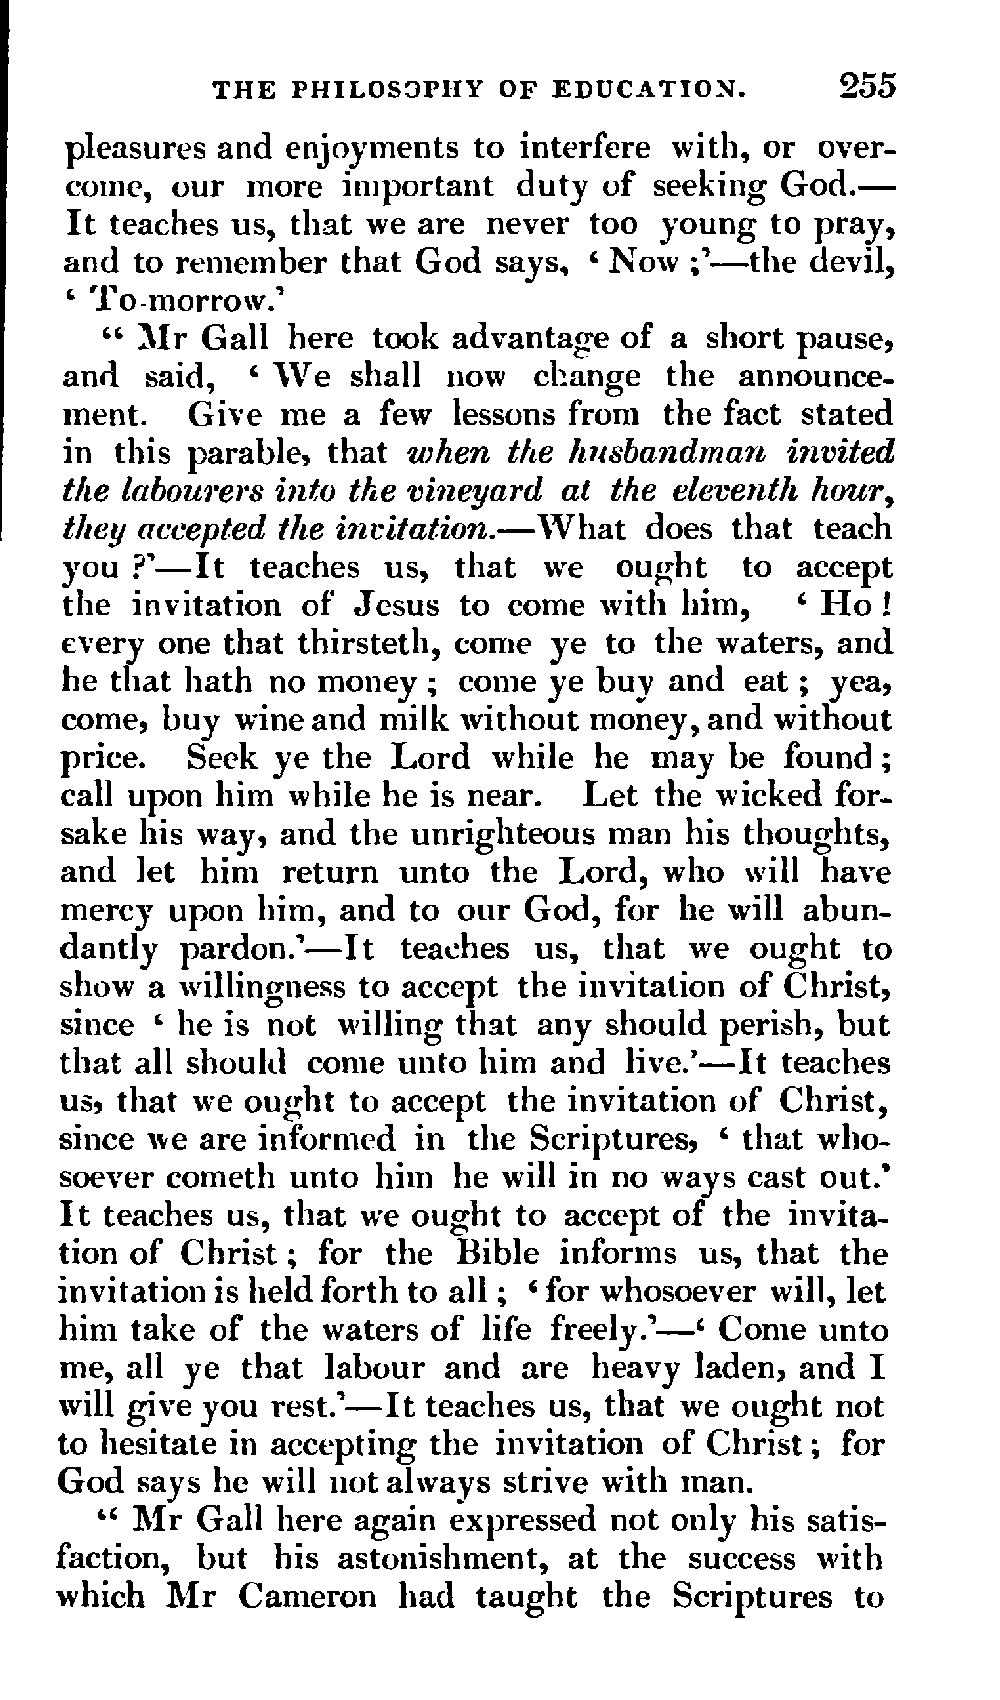 THE PHILOSOPHY OF EDUCATION. 255
pleasures and enjoyments to interfere with, or over-
come, our more important duty of seeking God.—
It teaches us, that we are never too young to pray,
and to remember that God says, ‘ Now ;’—the devil,
‘ To-morrow.’
“ Mr Gall here took advantage of a short pause,
and said, ‘ We shall now change the announce-
ment. Give me a few lessons from the fact stated
in this parable, that when the husbandman invited
the labourers into the vineyard at the eleventh hour,
they accepted the invitation.—What does that teach
you ?’—It teaches us, that we ought to accept
the invitation of Jesus to come with him, ‘ Ho !
every one that thirsteth, come ye to the waters, and
he that hath no money ; come ye buy and eat ; yea,
come, buy wine and milk without money, and without
price. Seek ye the Lord while he may be found ;
call upon him while he is near. Let the wicked for-
sake his way, and the unrighteous man his thoughts,
and let him return unto the Lord, who will have
mercy upon him, and to our God, for he will abun-
dantly pardon.’—It teaches us, that we ought to
show a willingness to accept the invitation of Christ,
since ‘ he is not willing that any should perish, but
that all should come unto him and live.’—It teaches
us, that we ought to accept the invitation of Christ,
since we are informed in the Scriptures, ‘ that who-
soever cometh unto him he will in no ways cast out.’
It teaches us, that we ought to accept of the invita-
tion of Christ ; for the Bible informs us, that the
invitation is held forth to all ; ‘ for whosoever will, let
him take of the waters of life freely.’—‘ Come unto
me, all ye that labour and are heavy laden, and I
will give you rest.’—It teaches us, that we ought not
to hesitate in accepting the invitation of Christ ; for
God says he will not always strive with man.
“ Mr Gall here again expressed not only his satis-
faction, but his astonishment, at the success with
which Mr Cameron had taught the Scriptures to